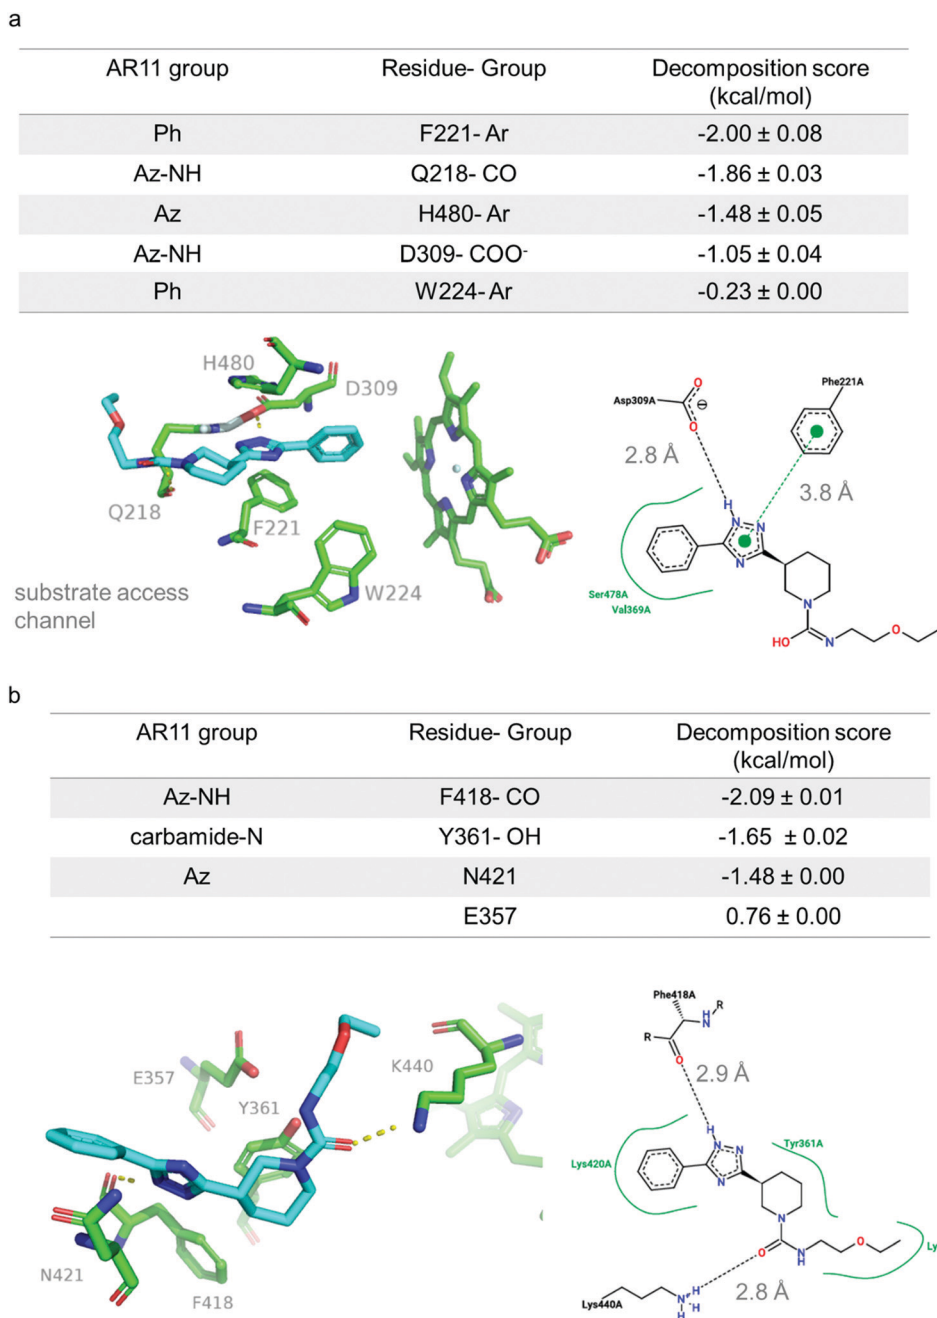 a
AR11 group Residue- Group Decomposition score
(kcal/mol)
Ph F221- Ar -2.00 ± 0.08
Az-NH Q218- CO -1.86 ± 0.03
Az H480- Ar -1.48 ± 0.05
Az-NH D309- COO- -1.05 ± 0.04
Ph W224- Ar -0.23 ± 0.00
H480
D309
Q218
F221
W224
substrate access
channel
Asp309A
O
O
⊖
Phe221A
2.8 Å
3.8 Å
H
N
N
N
Ser478A
Val369A
N
HO
N
O
b
AR11 group Residue- Group Decomposition score
(kcal/mol)
Az-NH F418- CO -2.09 ± 0.01
carbamide-N Y361- OH -1.65 ± 0.02
Az N421 -1.48 ± 0.00
E357 0.76 ± 0.00
E357
Y361
K440
N421
F418
Phe418A
R
N
H
R
O
2.9 Å
H
N
N
N
Lys420A
Tyr361A
N
O
N
H
O
Ly
Lys440A
N
H
H
H
+
2.8 Å